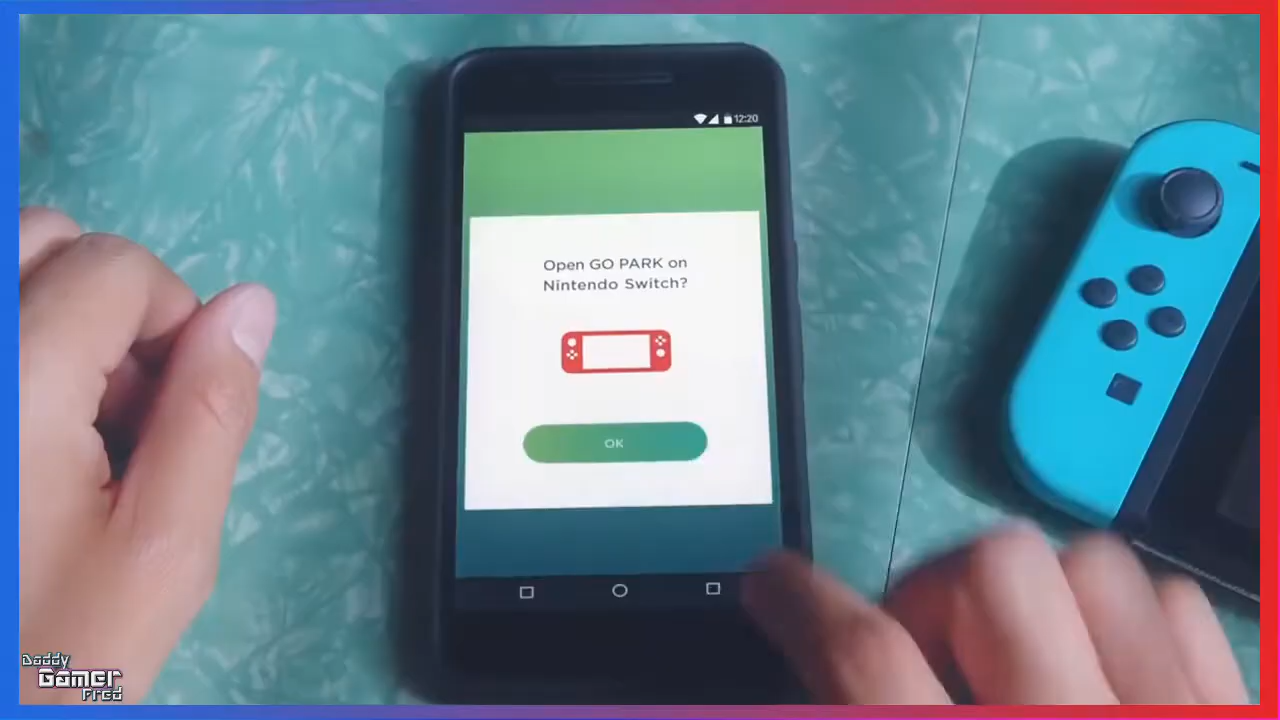 12:20
Open GO PARK on
Nintendo Switch?
OK
Daddy
Gamer
Fred